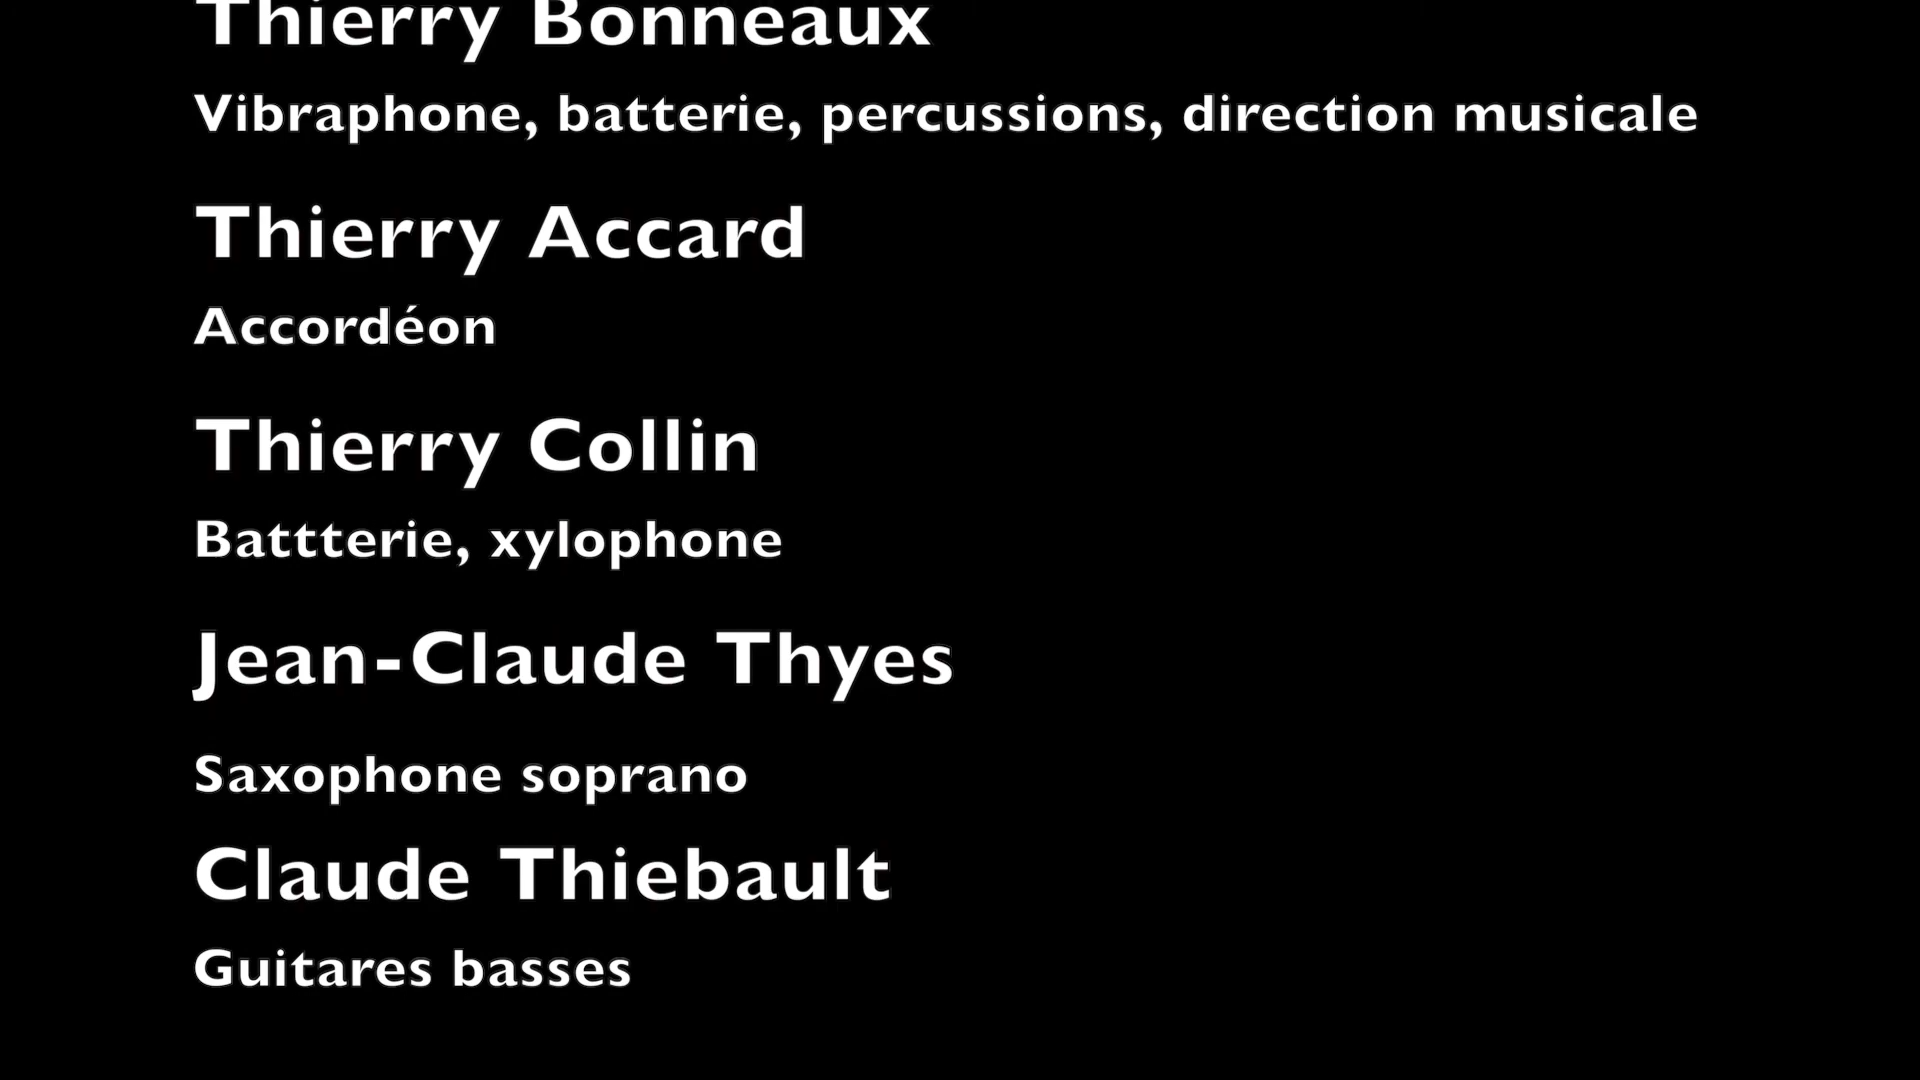 Thierry Bonneaux
Vibraphone, batterie, percussions, direction musicale
Thierry Accard
Accordéon
Thierry Collin
Battterie, xylophone
Jean-Claude Thyes
Saxophone soprano
Claude Thiebault
Guitares basses